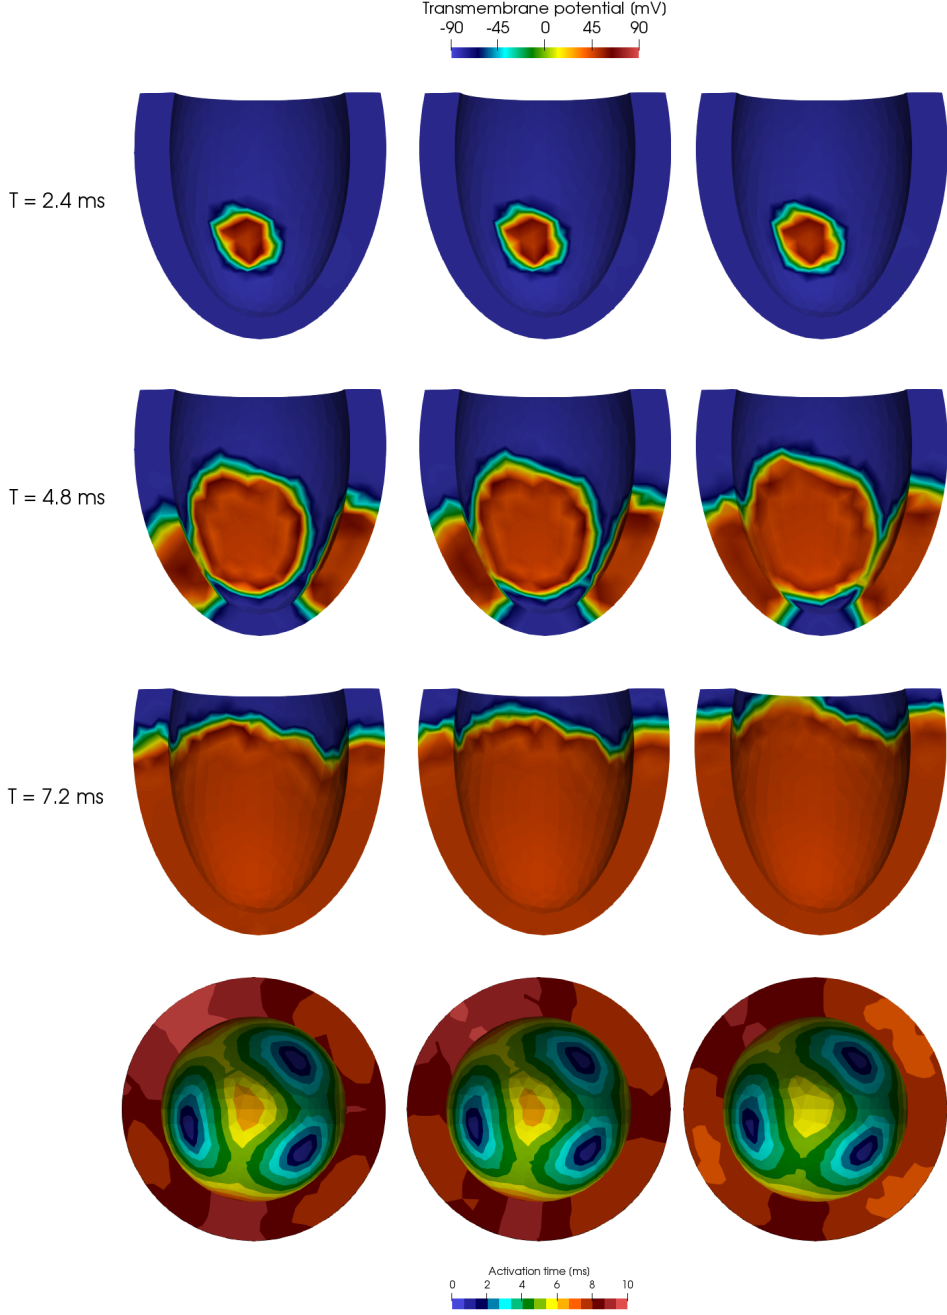 Transmembrane potential (mV)
-90 -45 0 45 90
T = 2.4 ms
T = 4.8 ms
T = 7.2 ms
Activation time (ms)
0 2 4 6 8 10